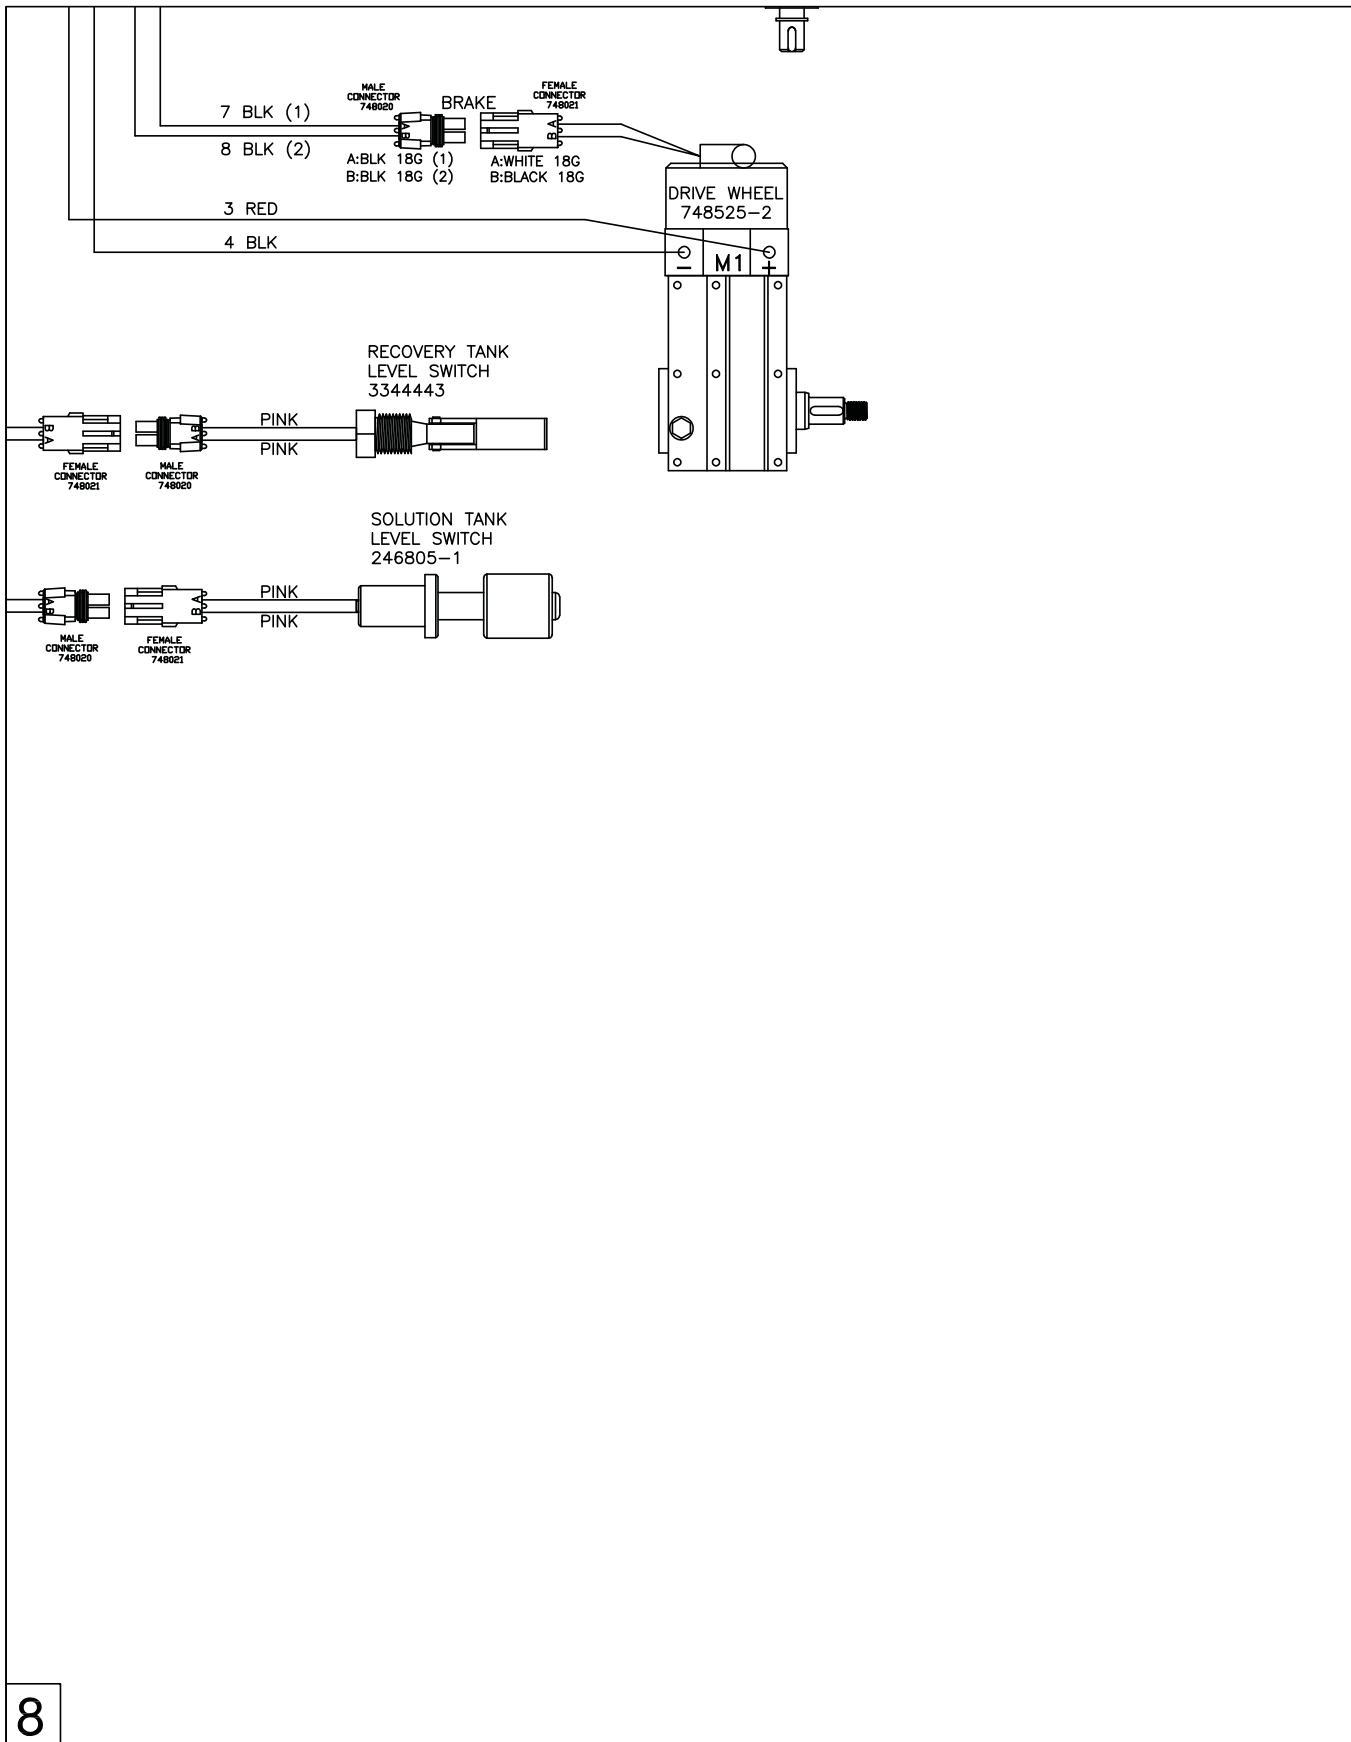 MALE
CONNECTOR
748020
BRAKE
FEMALE
CONNECTOR
748021
7 BLK (1)
8 BLK (2)
A
B
A
B
A:BLK 18G (1)
B:BLK 18G (2)
A:WHITE 18G
B:BLACK 18G
DRIVE WHEEL
748525-2
3 RED
4 BLK
- M1 +
RECOVERY TANK
LEVEL SWITCH
3344443
B
A
B
A
PINK
PINK
FEMALE
CONNECTOR
748021
MALE
CONNECTOR
748020
SOLUTION TANK
LEVEL SWITCH
246805-1
A
B
A
B
PINK
PINK
MALE
CONNECTOR
748020
FEMALE
CONNECTOR
748021
8